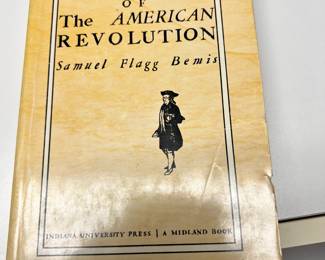 OF
The AMERICAN
REVOLUTION
Samuel Flagg Bemis
INDIANA UNIVERSITY PRESS | A MIDLAND BOOK